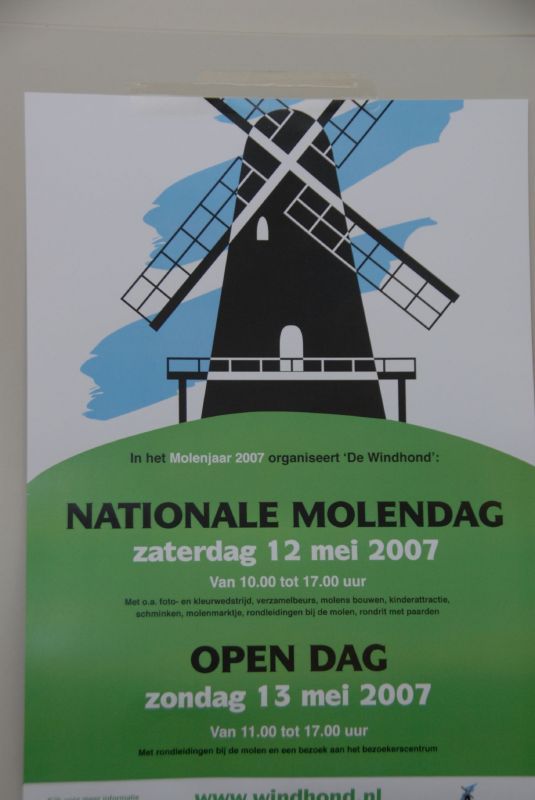 In het Molenjaar 2007 organiseert 'De Windhond':
NATIONALE MOLENDAG
zaterdag 12 mei 2007
Van 10.00 tot 17.00 uur
Met o.a. foto- en kleurwedstrijd, verzamelbeurs, molens bouwen, kinderattractie,
schminken, molenmarktje, rondleidingen bij de molen, rondrit met paarden
OPEN DAG
zondag 13 mei 2007
Van 11.00 tot 17.00 uur
Met rondleidingen bij de molen en een bezoek aan het bezoekerscentrum
voor meer informatie
www.windhond.nl